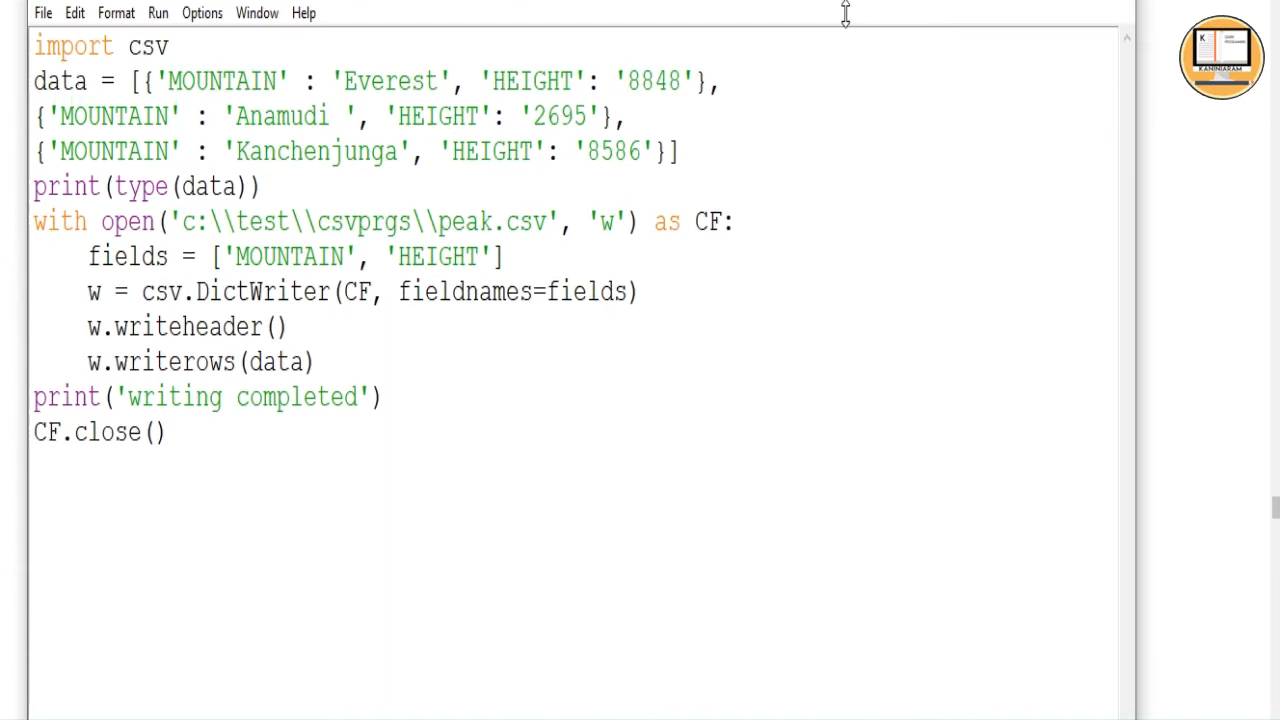 File Edit Format Run Options Window Help
import csv
data = [{'MOUNTAIN' : 'Everest', 'HEIGHT': '8848'},
{'MOUNTAIN' : 'Anamudi ', 'HEIGHT': '2695'},
{'MOUNTAIN' : 'Kanchenjunga', 'HEIGHT': '8586'}]
print(type(data))
with open('c:\\test\\csvprgs\\peak.csv', 'w') as CF:
    fields = ['MOUNTAIN', 'HEIGHT']
    w = csv.DictWriter(CF, fieldnames=fields)
    w.writeheader()
    w.writerows(data)
print('writing completed')
CF.close()
K
KANINIARAM